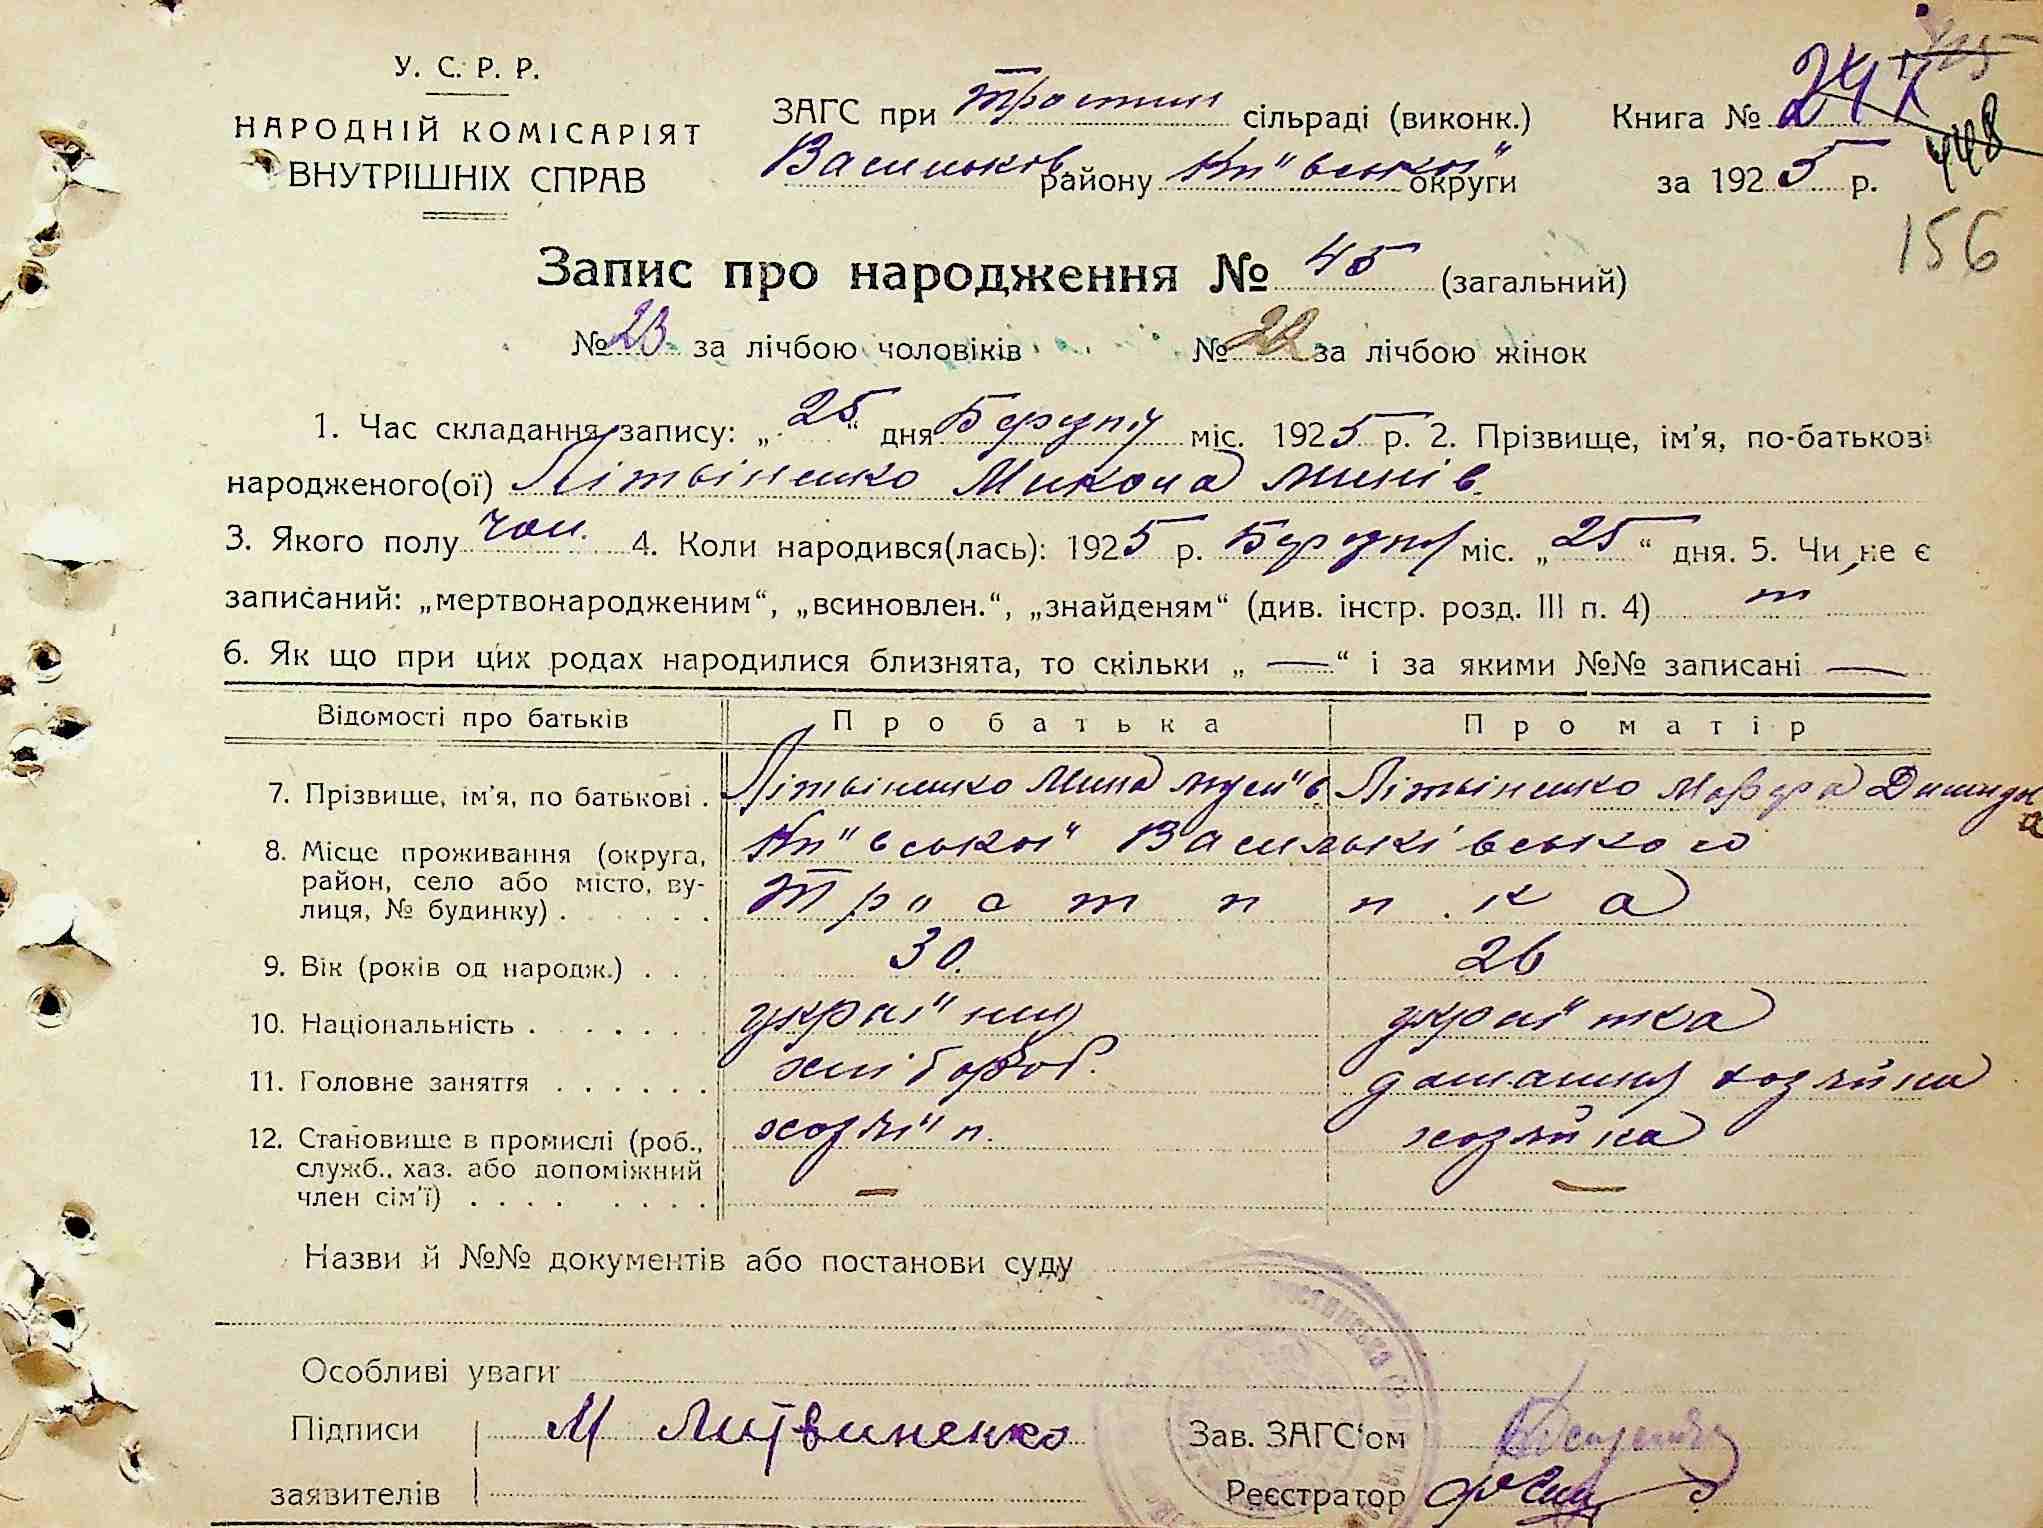 У. С. Р. Р.
НАРОДНІЙ КОМІСАРІЯТ
ВНУТРІШНІХ СПРАВ
ЗАГС при сільраді (виконк.)
Васильков. району Київської округи
Книга № 247
448
за 1925 р.
156
Запис про народження № 45 (загальний)
№ 23 за лічбою чоловіків № 22 за лічбою жінок
1. Час складання запису: „25“ дня міс. 1925 р. 2. Прізвище, ім'я, по-батькові
народженого(ої) Літвіненко Микола Минів.
3. Якого полу чол. 4. Коли народився(лась): 1925 р. Березня міс. „25“ дня. 5. Чи не є
записаний: „мертвонародженим“, „всиновлен.“, „знайденям“ (див. інстр. розд. III п. 4)
6. Як що при цих родах народилися близнята, то скільки „ — “ і за якими №№ записані —
Відомості про батьків Про батька Про матір
7. Прізвище, ім'я, по батькові . Літвіненко Мина Мусіїв Літвіненко
8. Місце проживання (округа, район, село або місто, вулиця, № будинку) . Київської Васильківського
Тростинка
9. Вік (років од народж.) . . 30. 26
10. Національність . українец українка
11. Головне заняття . хлібороб. домашня хозяйка
12. Становище в промислі (роб., служб., хаз. або допоміжний член сім'ї) хозяїн. хозяйка
— —
Назви й №№ документів або постанови суду
Особливі уваги
Підписи М Литвиненко Зав. ЗАГС'ом
заявителів Реєстратор